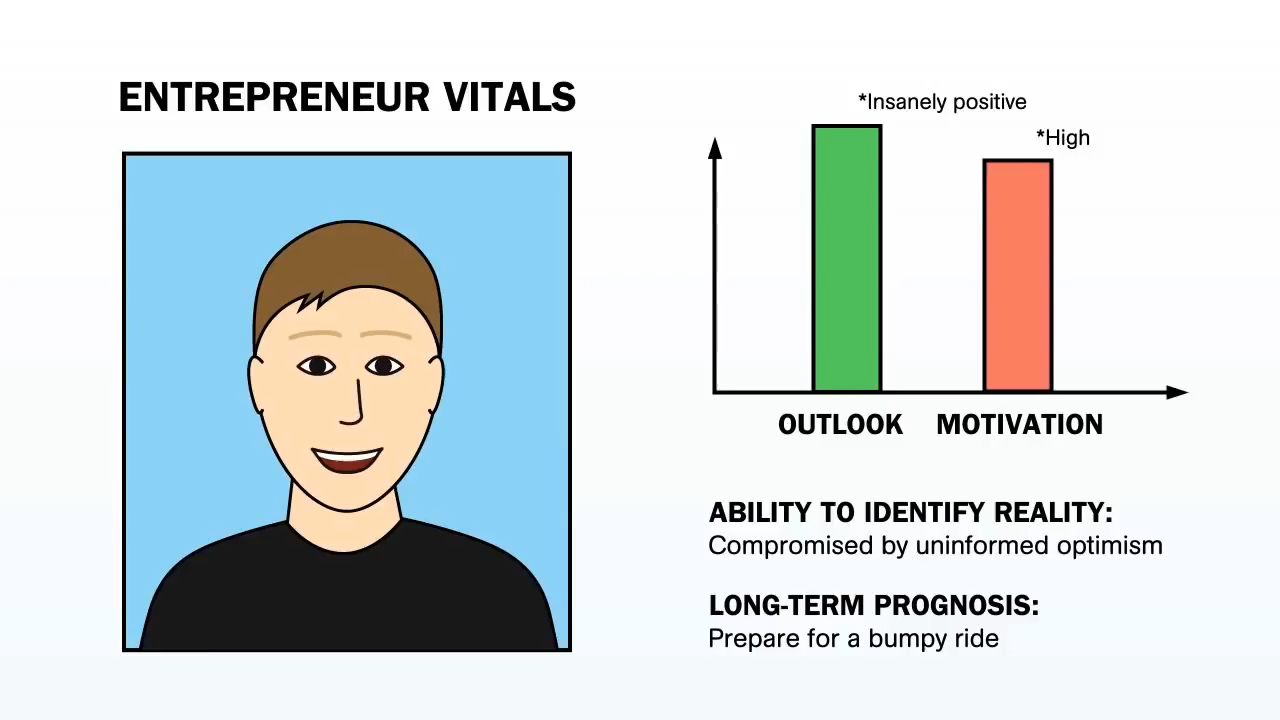 ENTREPRENEUR VITALS
*Insanely positive
*High
OUTLOOK
MOTIVATION
ABILITY TO IDENTIFY REALITY:
Compromised by uninformed optimism
LONG-TERM PROGNOSIS:
Prepare for a bumpy ride